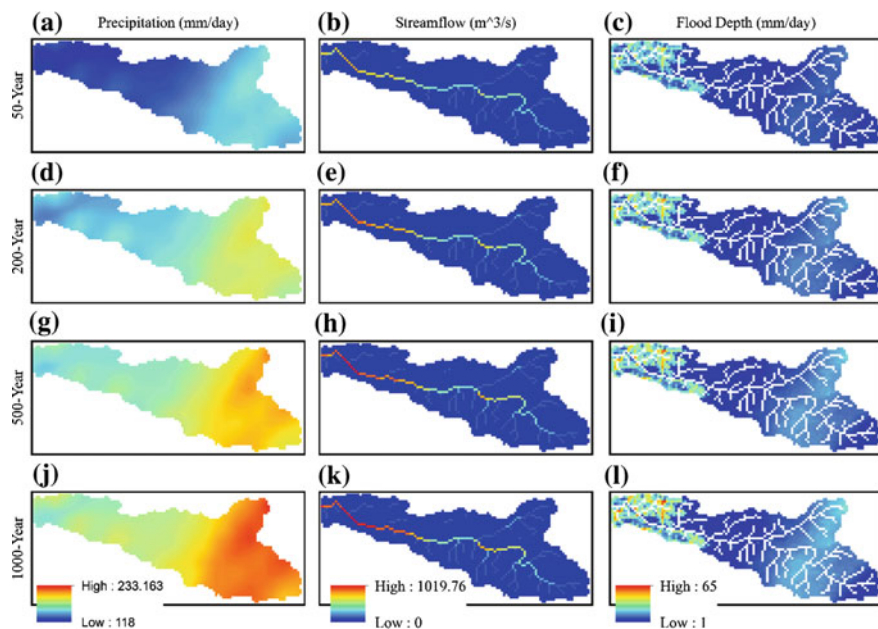 (a) Precipitation (mm/day) (b) Streamflow (m^3/s) (c) Flood Depth (mm/day)
50-Year
(d) (e) (f)
200-Year
(g) (h) (i)
500-Year
(j) (k) (l)
1000-Year
High : 233.163
Low : 118
High : 1019.76
Low : 0
High : 65
Low : 1